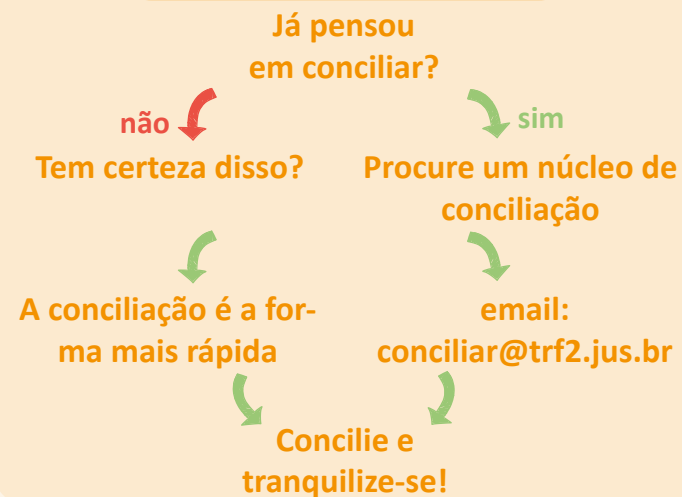 Já pensou
em conciliar?
não
sim
Tem certeza disso?
Procure um núcleo de
conciliação
A conciliação é a for-
ma mais rápida
email:
conciliar@trf2.jus.br
Concilie e
tranquilize-se!